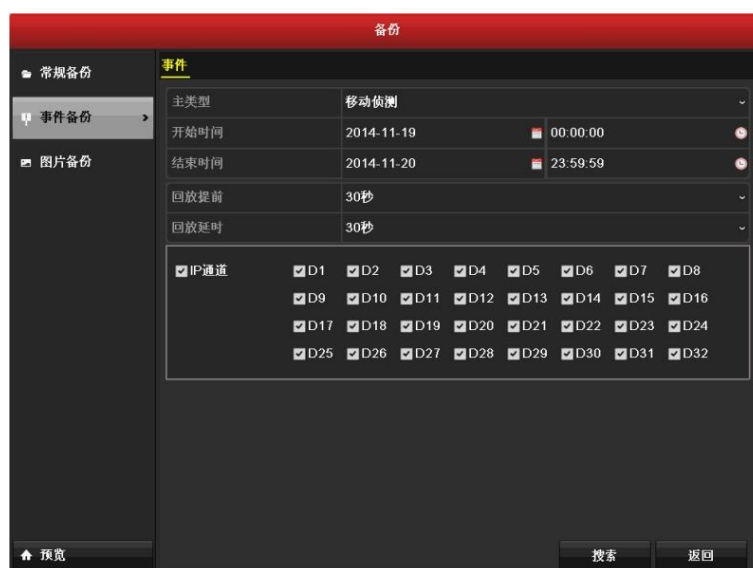 备份
常规备份
事件备份
图片备份
事件
主类型 移动侦测
开始时间 2014-11-19 00:00:00
结束时间 2014-11-20 23:59:59
回放提前 30秒
回放延时 30秒
IP通道 D1 D2 D3 D4 D5 D6 D7 D8
D9 D10 D11 D12 D13 D14 D15 D16
D17 D18 D19 D20 D21 D22 D23 D24
D25 D26 D27 D28 D29 D30 D31 D32
预览 搜索 返回